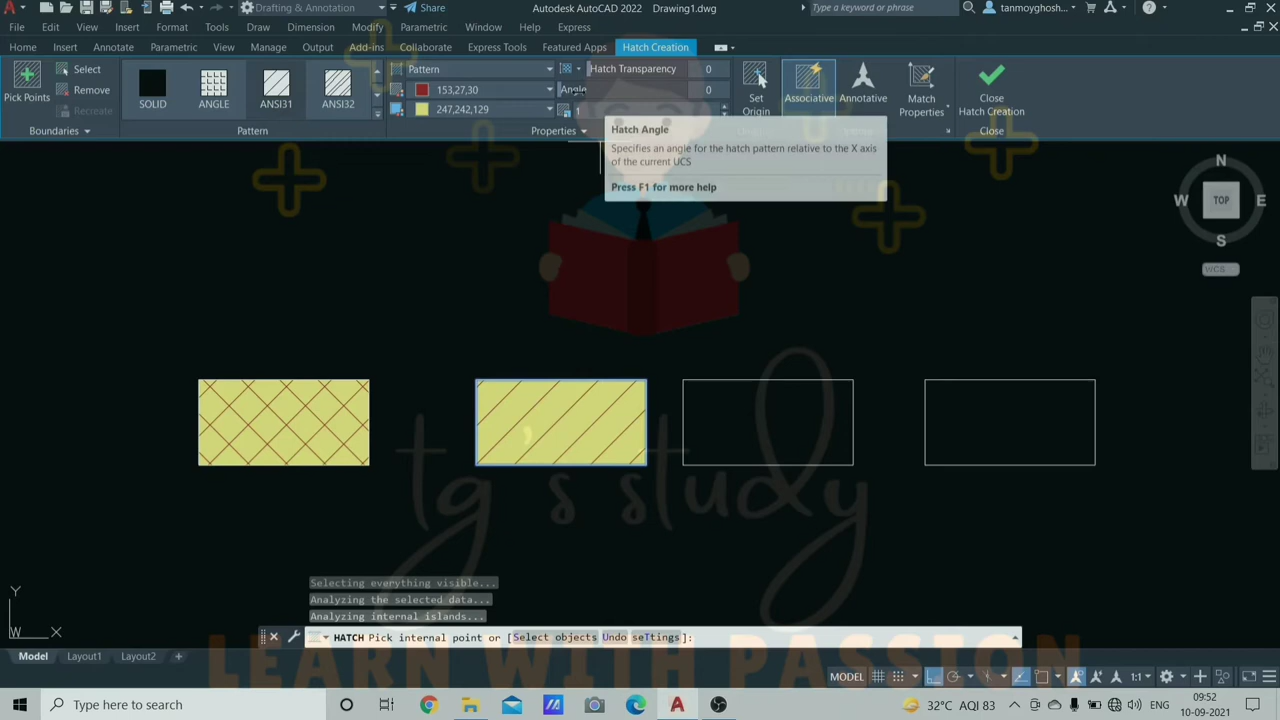 Drafting & Annotation
Share
Autodesk AutoCAD 2022 Drawing1.dwg
Type a keyword or phrase
tanmoyghosh...
File Edit View Insert Format Tools Draw Dimension Modify Parametric Window Help Express
Home Insert Annotate Parametric View Manage Output Add-ins Collaborate Express Tools Featured Apps Hatch Creation
Pick Points
Select
Remove
Recreate
Boundaries
SOLID
ANGLE
ANSI31
ANSI32
Pattern
Pattern
153,27,30
247,242,129
Hatch Transparency 0
Angle 0
1
Properties
Set
Origin
Associative
Annotative
Match
Properties
Close
Hatch Creation
Close
Hatch Angle
Specifies an angle for the hatch pattern relative to the X axis
of the current UCS
Press F1 for more help
N
W TOP E
S
WCS
tg's study
LEARN WITH PASSION
Y
W X
Selecting everything visible...
Analyzing the selected data...
Analyzing internal islands...
HATCH Pick internal point or [Select objects Undo seTtings]:
Model Layout1 Layout2 +
MODEL
1:1
Type here to search
32°C AQI 83
ENG
09:52
10-09-2021